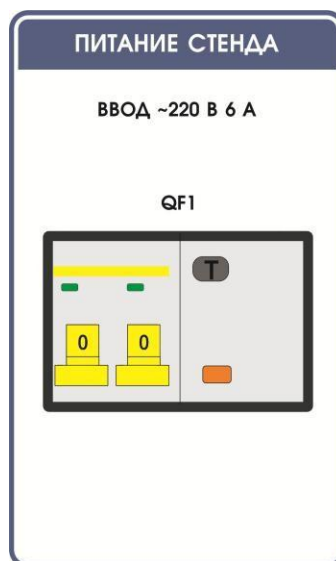 ПИТАНИЕ СТЕНДА
ВВОД ~220 В 6 А
QF1
T
0 0